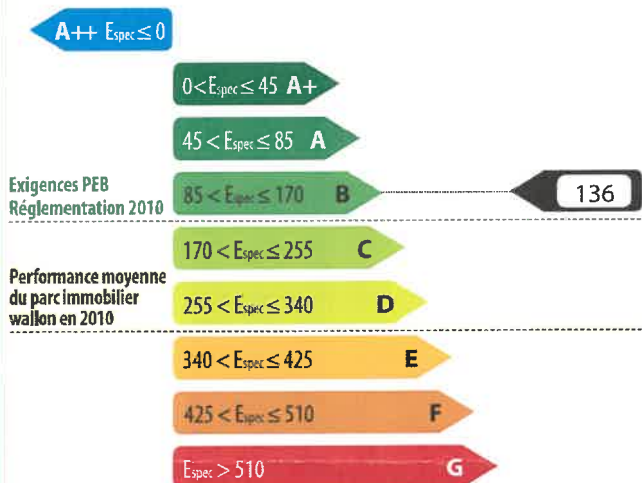 A++ Espec ≤ 0
0 < Espec ≤ 45 A+
45 < Espec ≤ 85 A
Exigences PEB
Réglementation 2010
85 < Espec ≤ 170 B
136
170 < Espec ≤ 255 C
Performance moyenne
du parc immobilier
wallon en 2010
255 < Espec ≤ 340 D
340 < Espec ≤ 425 E
425 < Espec ≤ 510 F
Espec > 510 G